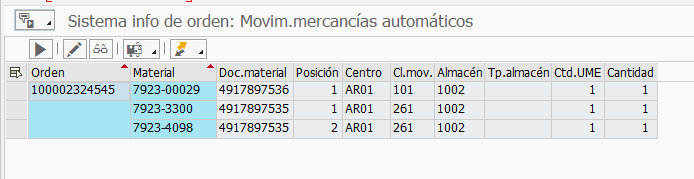 Sistema info de orden: Movim.mercancías automáticos
Orden Material Doc.material Posición Centro Cl.mov. Almacén Tp.almacén Ctd.UME Cantidad
100002324545 7923-00029 4917897536 1 AR01 101 1002 1 1
7923-3300 4917897535 1 AR01 261 1002 1 1
7923-4098 4917897535 2 AR01 261 1002 1 1